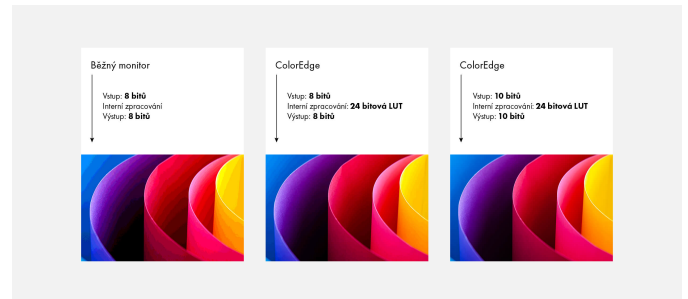 Běžný monitor
Vstup: 8 bitů
Interní zpracování
Výstup: 8 bitů
ColorEdge
Vstup: 8 bitů
Interní zpracování: 24 bitová LUT
Výstup: 8 bitů
ColorEdge
Vstup: 10 bitů
Interní zpracování: 24 bitová LUT
Výstup: 10 bitů